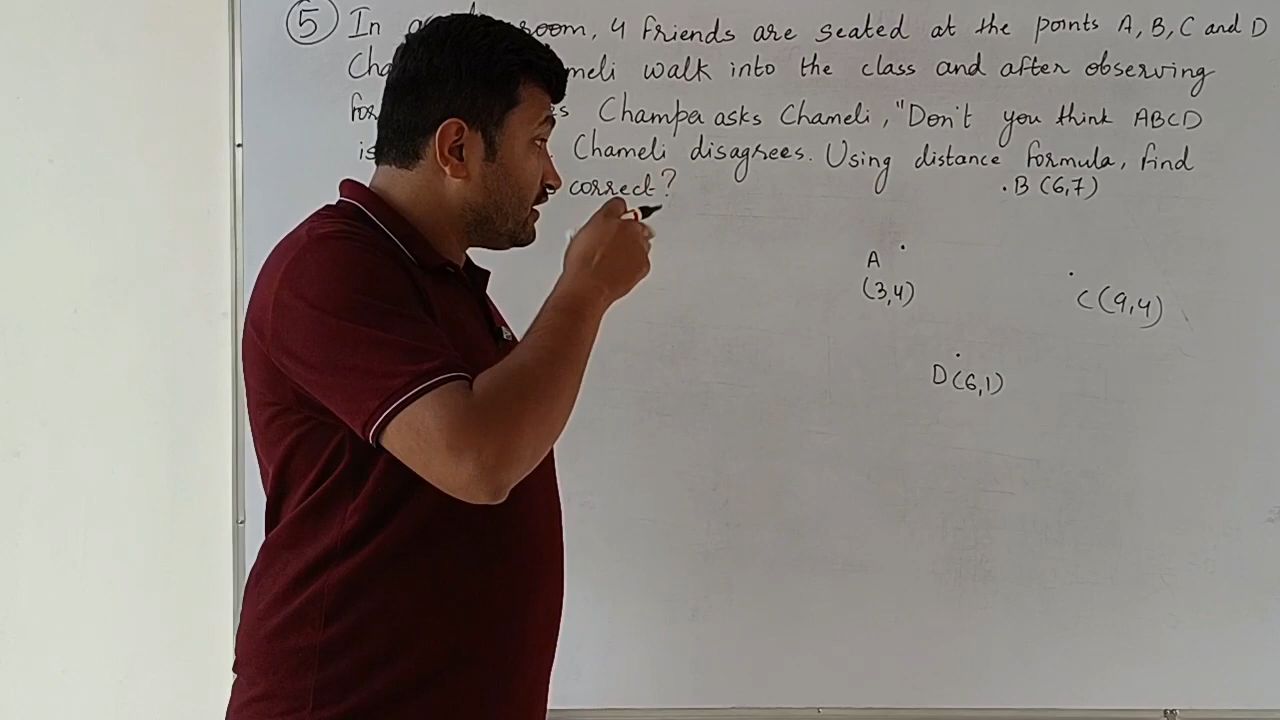 ⑤ In room, 4 friends are seated at the points A, B, C and D
walk into the class and after observing
for Champa asks Chameli, "Don't you think ABCD
is Chameli disagrees. Using distance formula, find
correct?
. B (6,7)
A
(3,4)
C (9,4)
D (6,1)